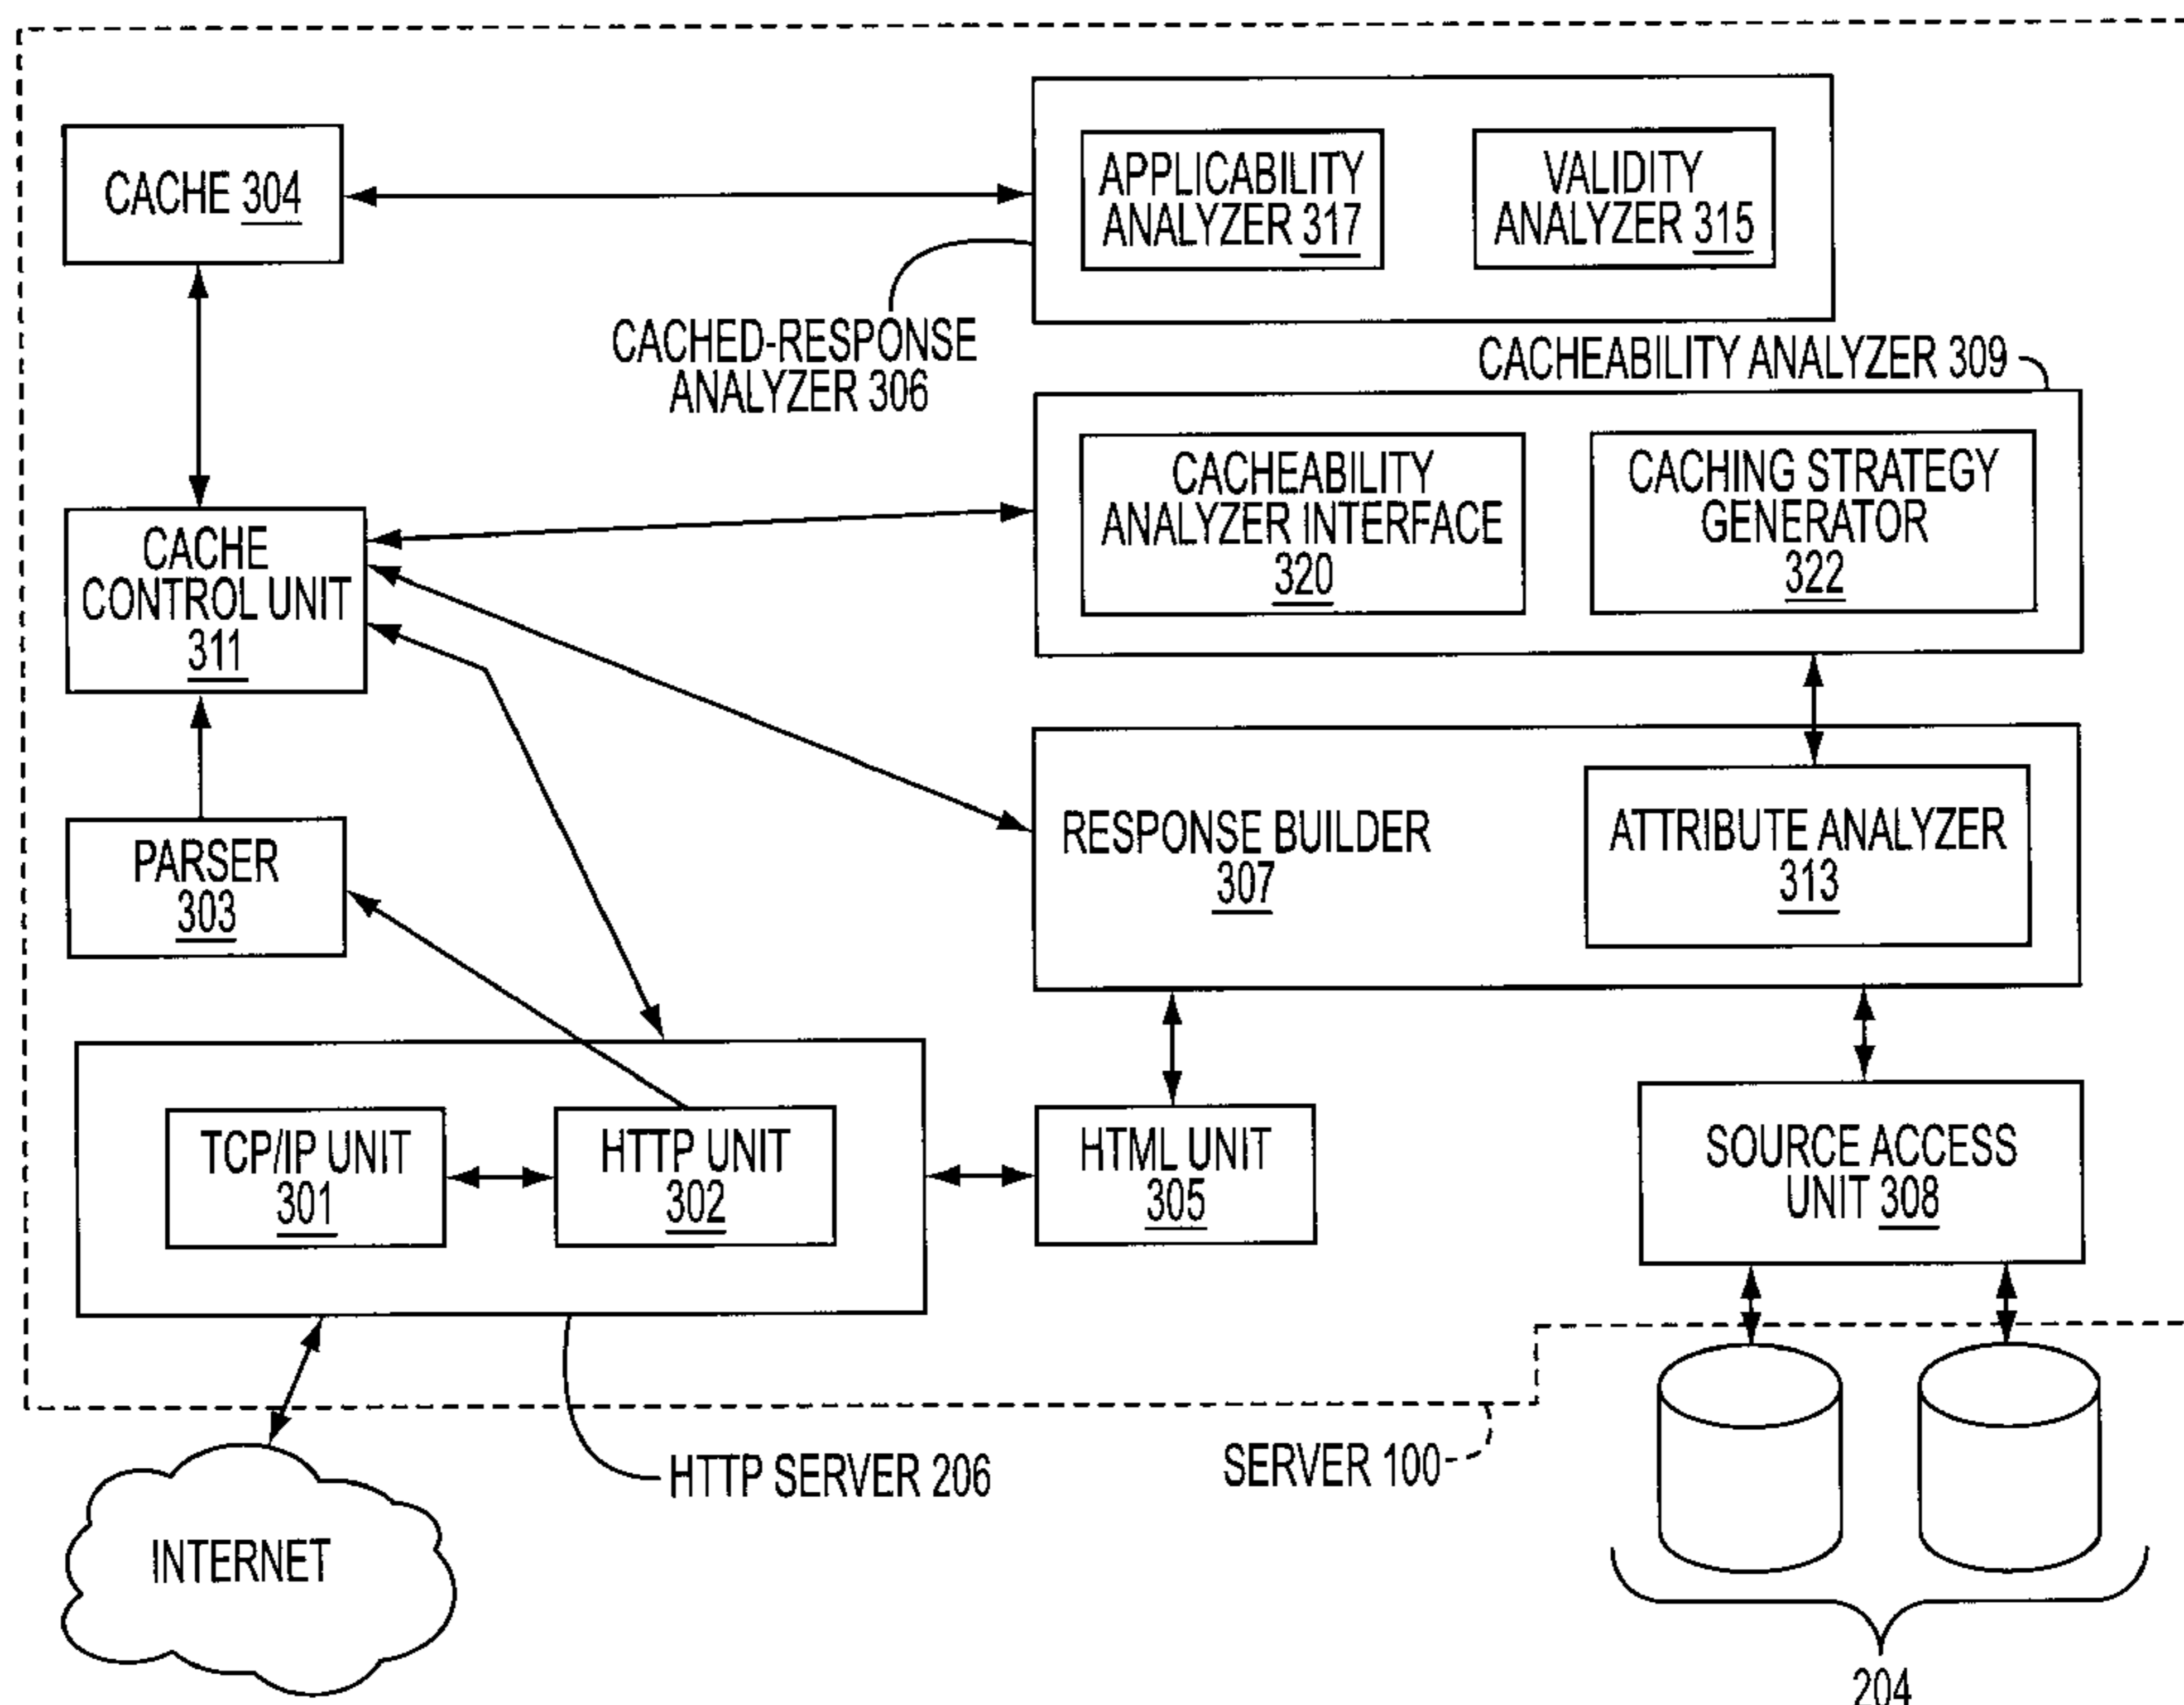 CACHE 304
APPLICABILITY
ANALYZER 317
VALIDITY
ANALYZER 315
CACHED-RESPONSE
ANALYZER 306
CACHEABILITY ANALYZER 309
CACHEABILITY
ANALYZER INTERFACE
320
CACHING STRATEGY
GENERATOR
322
CACHE
CONTROL UNIT
311
PARSER
303
RESPONSE BUILDER
307
ATTRIBUTE ANALYZER
313
TCP/IP UNIT
301
HTTP UNIT
302
HTML UNIT
305
SOURCE ACCESS
UNIT 308
HTTP SERVER 206
SERVER 100
INTERNET
204